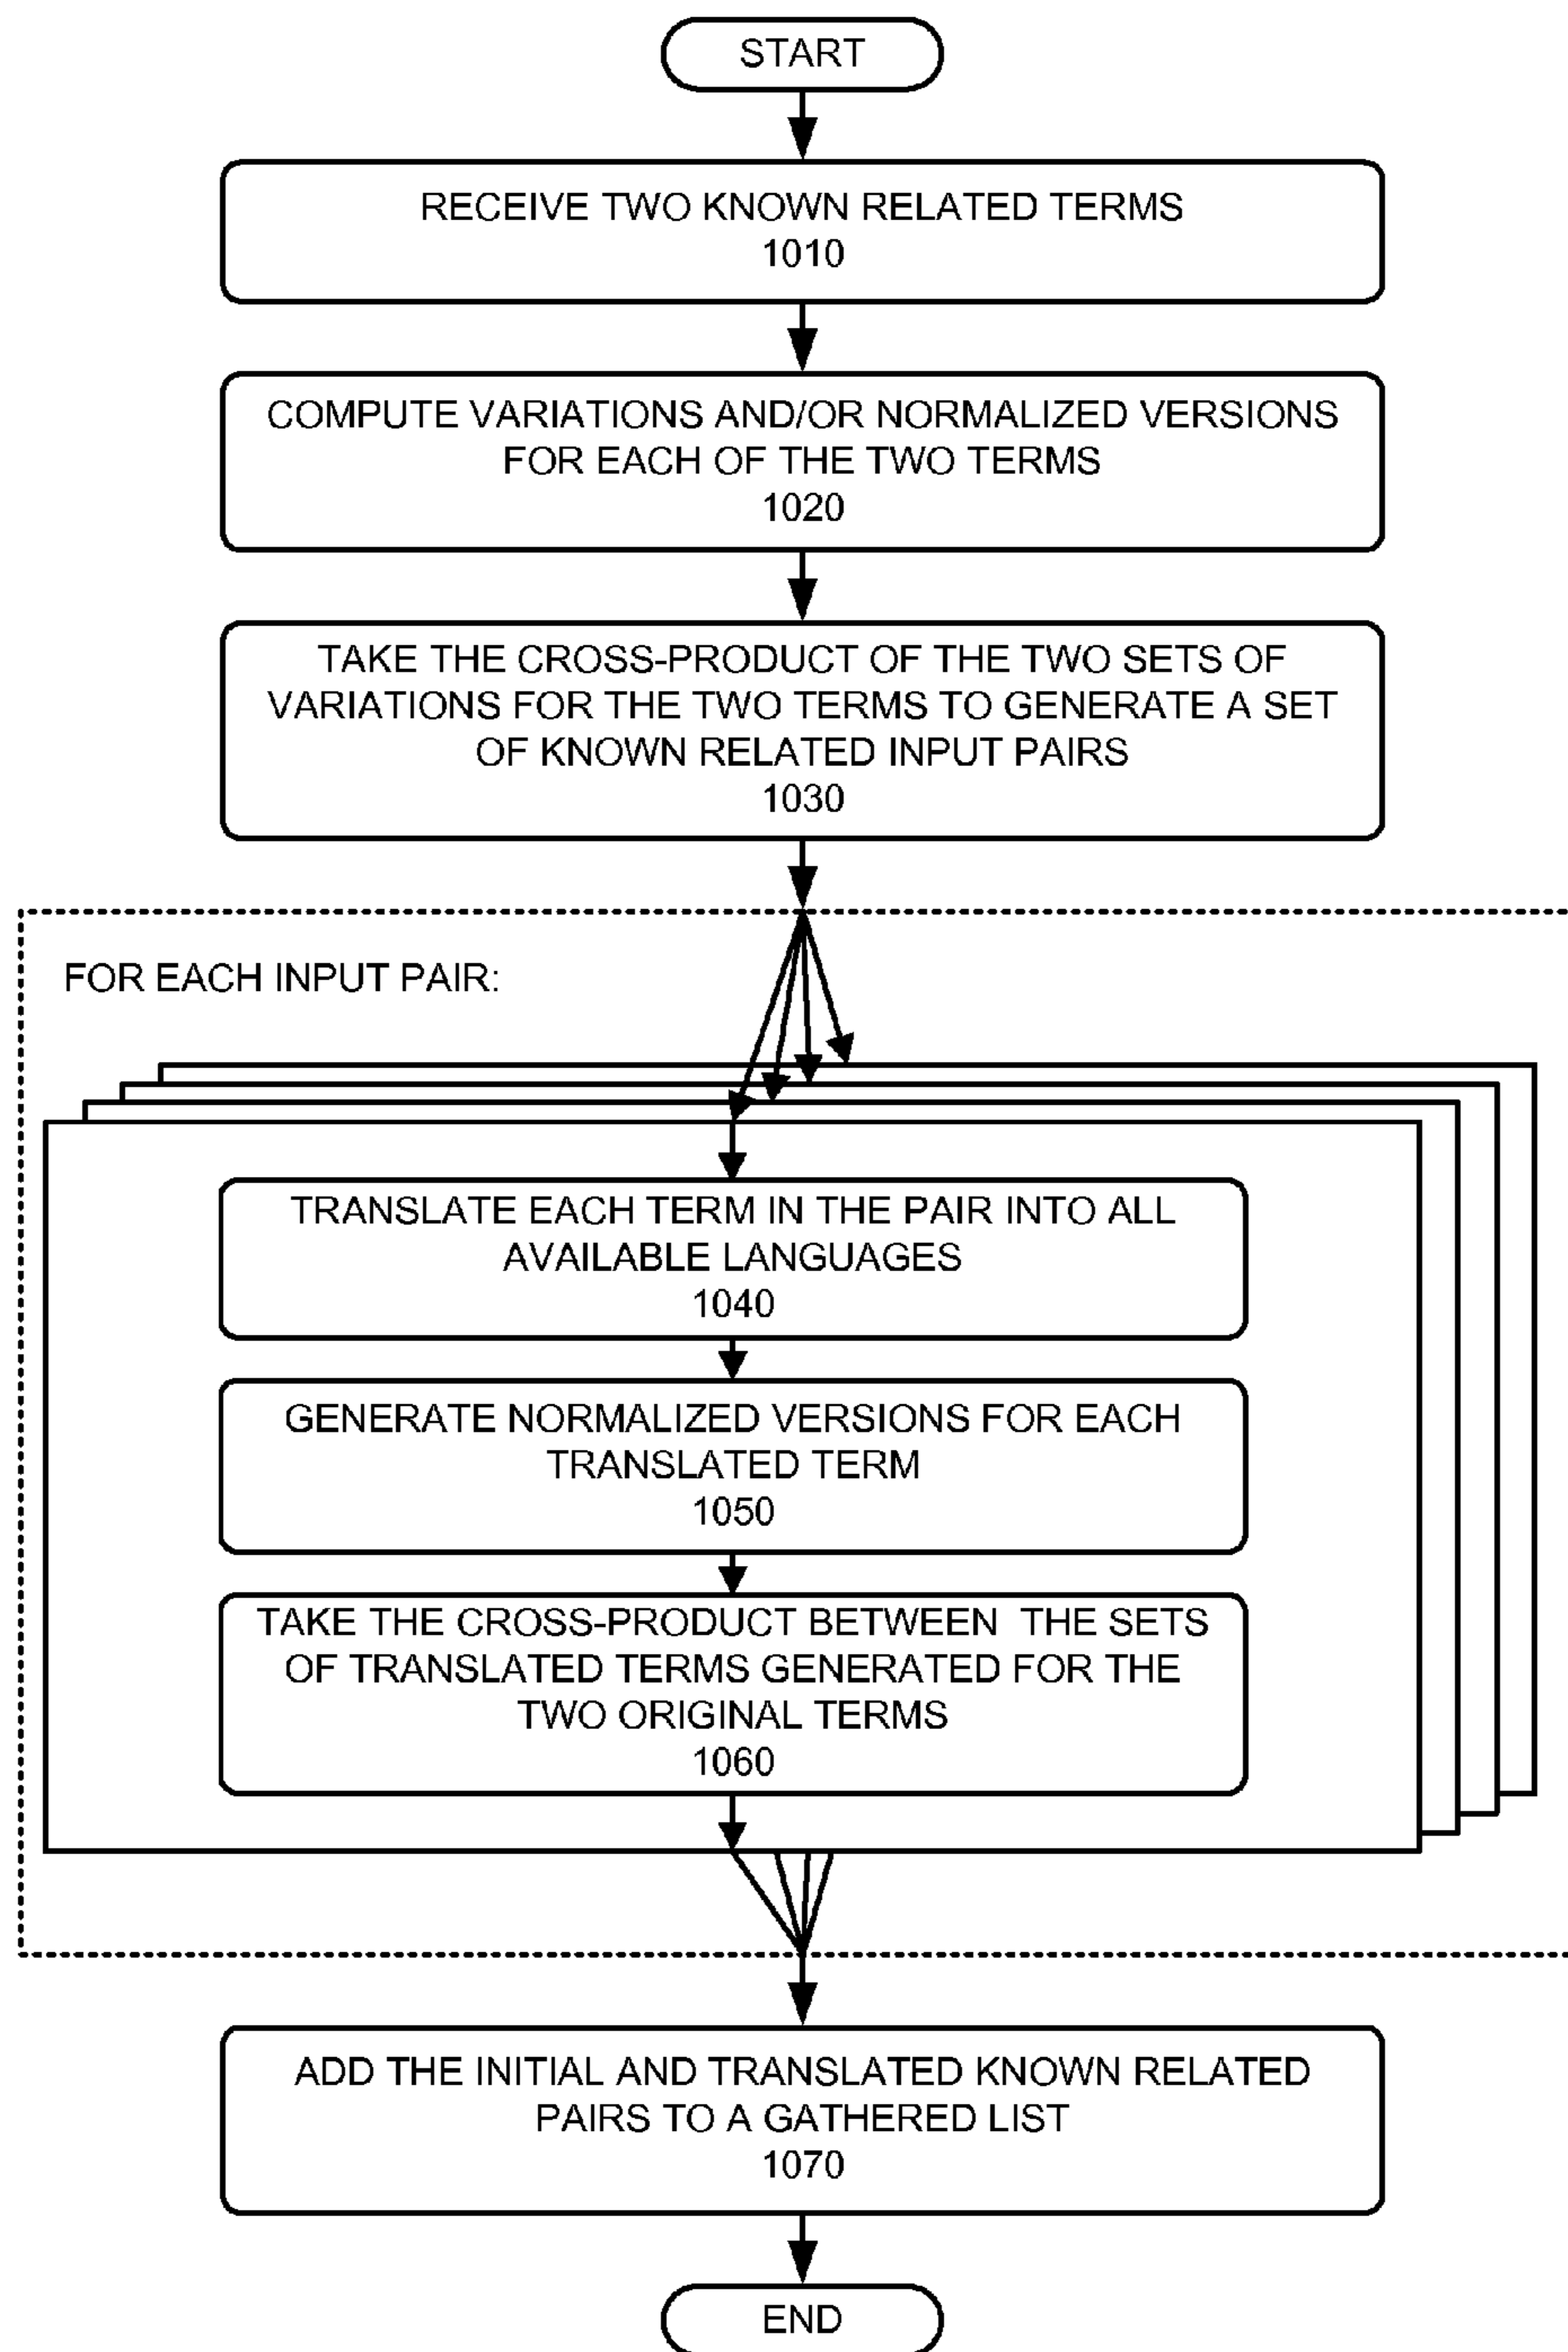 START
RECEIVE TWO KNOWN RELATED TERMS
1010
COMPUTE VARIATIONS AND/OR NORMALIZED VERSIONS
FOR EACH OF THE TWO TERMS
1020
TAKE THE CROSS-PRODUCT OF THE TWO SETS OF
VARIATIONS FOR THE TWO TERMS TO GENERATE A SET
OF KNOWN RELATED INPUT PAIRS
1030
FOR EACH INPUT PAIR:
TRANSLATE EACH TERM IN THE PAIR INTO ALL
AVAILABLE LANGUAGES
1040
GENERATE NORMALIZED VERSIONS FOR EACH
TRANSLATED TERM
1050
TAKE THE CROSS-PRODUCT BETWEEN THE SETS
OF TRANSLATED TERMS GENERATED FOR THE
TWO ORIGINAL TERMS
1060
ADD THE INITIAL AND TRANSLATED KNOWN RELATED
PAIRS TO A GATHERED LIST
1070
END